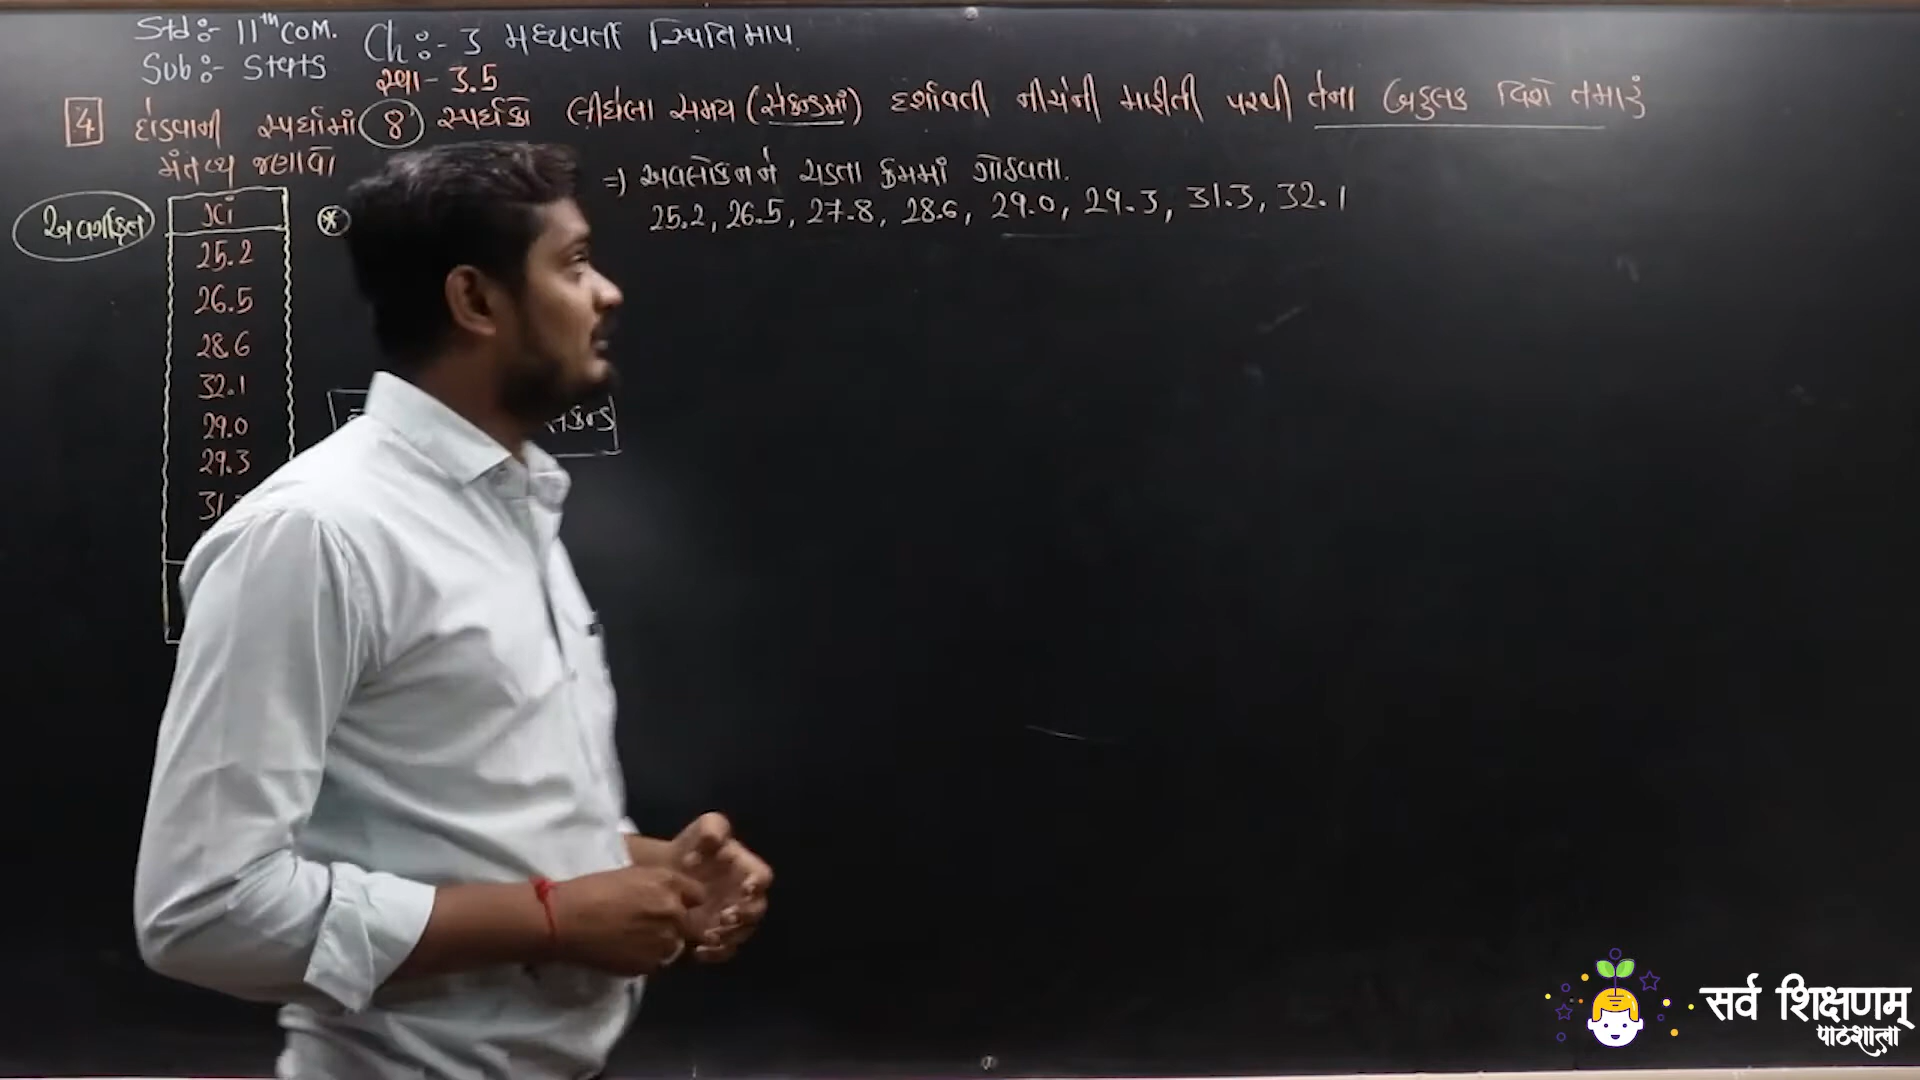 Std :- 11th COM.
Sub :- Stats
Ch :- 3 મધ્યવર્તી સ્થિતિમાપ.
સ્વા - 3.5
4 દોડવાની સ્પર્ધામાં 8 સ્પર્ધકો લીધેલા સમય (સેકન્ડમાં) દર્શાવતી નીચેની માહીતી પરથી તેના બહુલક વિશે તમારું
મંતવ્ય જણાવો
અવર્ગીકૃત
xi
25.2
26.5
28.6
32.1
29.0
29.3
31.
*
⇒ અવલોકનને ચડતા ક્રમમાં ગોઠવતા.
25.2, 26.5, 27.8, 28.6, 29.0, 29.3, 31.3, 32.1
સર્વ શિક્ષણમ્
પાઠશાળા